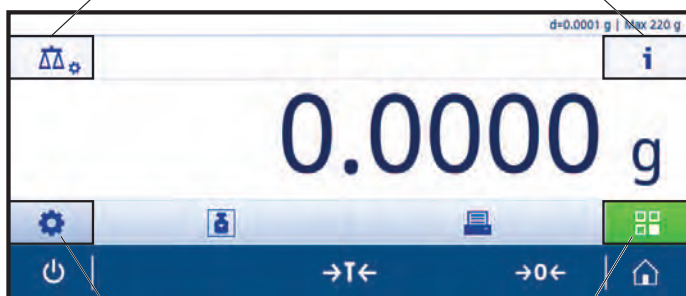 d=0.0001 g | Max 220 g
i
0.0000 g
→T← →0←